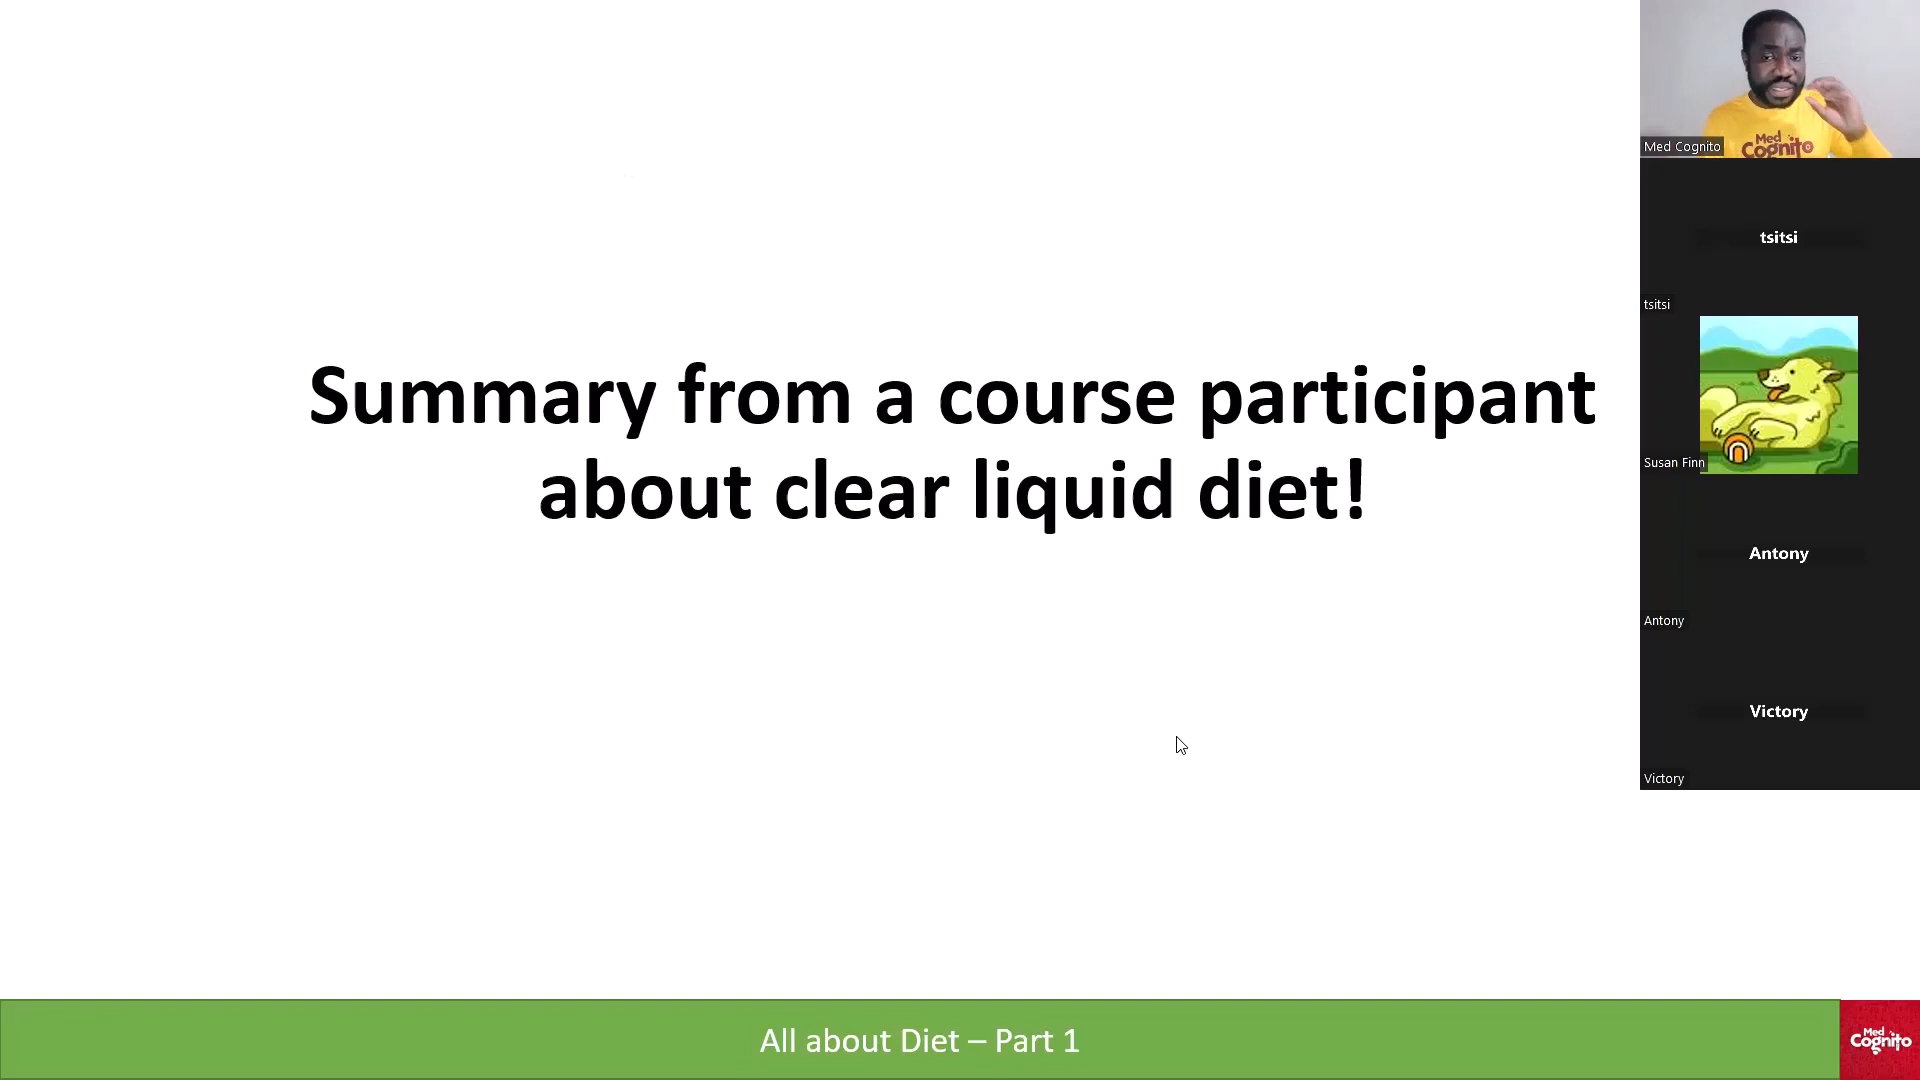 Summary from a course participant
about clear liquid diet!
Med
Cognito
Med Cognito
tsitsi
tsitsi
Susan Finn
Antony
Antony
Victory
Victory
All about Diet – Part 1
Med
Cognito